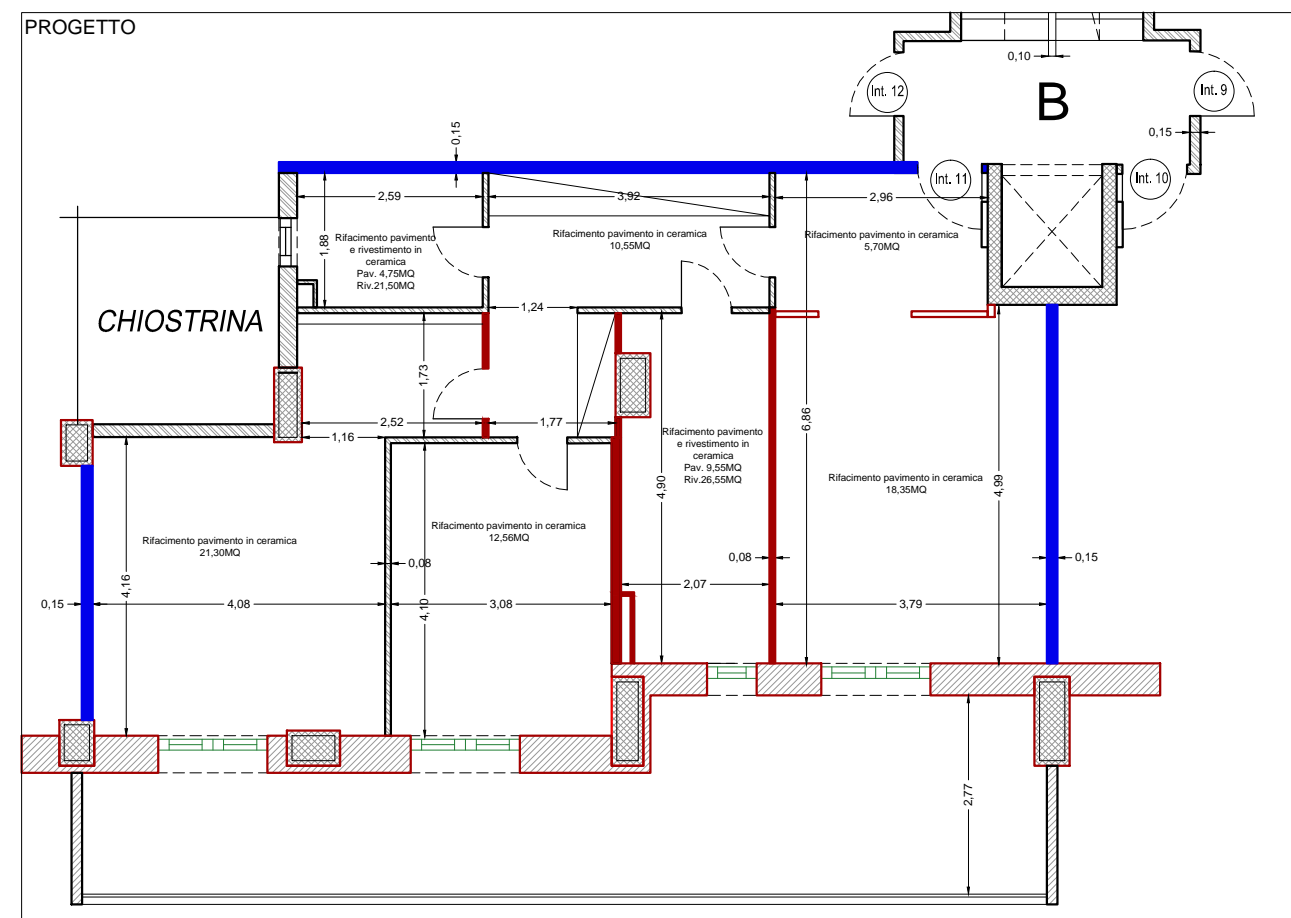 PROGETTO
0,10
Int. 12
Int. 9
B
0,15
0,15
Int. 11
Int. 10
2,59
3,92
2,96
1,88
Rifacimento pavimento
e rivestimento in
ceramica
Pav. 4,75MQ
Riv.21,50MQ
Rifacimento pavimento in ceramica
10,55MQ
Rifacimento pavimento in ceramica
5,70MQ
CHIOSTRINA
1,24
1,73
2,52
1,77
1,16
6,86
Rifacimento pavimento
e rivestimento in
ceramica
Pav. 9,55MQ
Riv.26,55MQ
4,90
4,99
Rifacimento pavimento in ceramica
18,35MQ
Rifacimento pavimento in ceramica
12,56MQ
Rifacimento pavimento in ceramica
21,30MQ
0,08
0,08
0,15
4,16
4,10
2,07
0,15
4,08
3,08
3,79
2,77